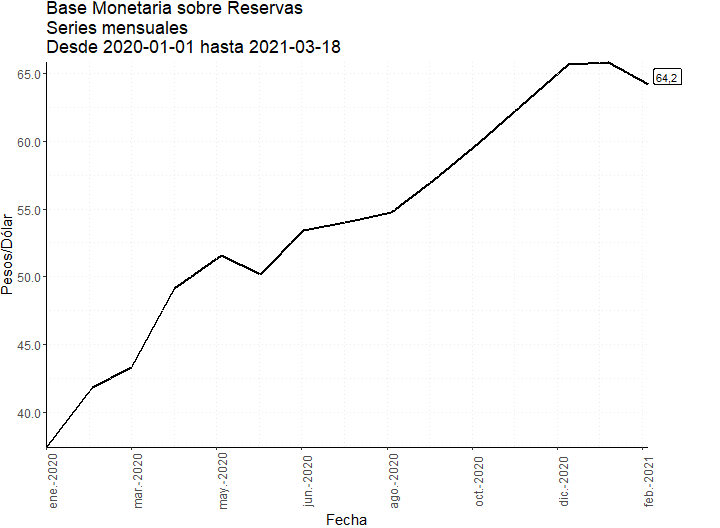 Base Monetaria sobre Reservas
Series mensuales
Desde 2020-01-01 hasta 2021-03-18
65.0
60.0
55.0
50.0
45.0
40.0
Pesos/Dólar
64,2
ene.-2020
mar.-2020
may.-2020
jun.-2020
ago.-2020
oct.-2020
dic.-2020
feb.-2021
Fecha